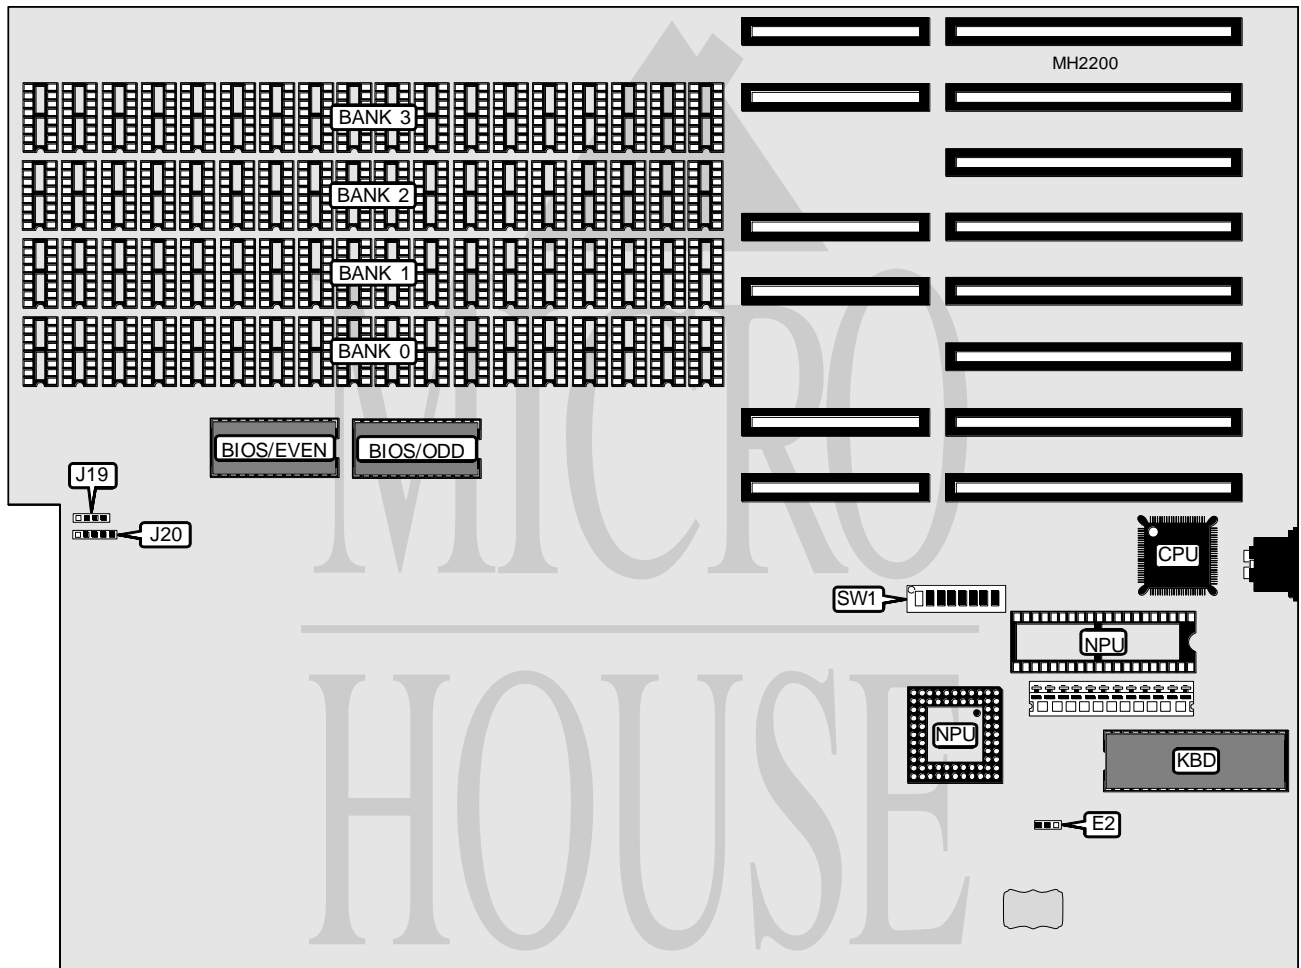 MH2200
BANK 3
BANK 2
BANK 1
BANK 0
BIOS/EVEN
BIOS/ODD
J19
J20
CPU
SW1
NPU
NPU
KBD
E2
MICRO
HOUSE